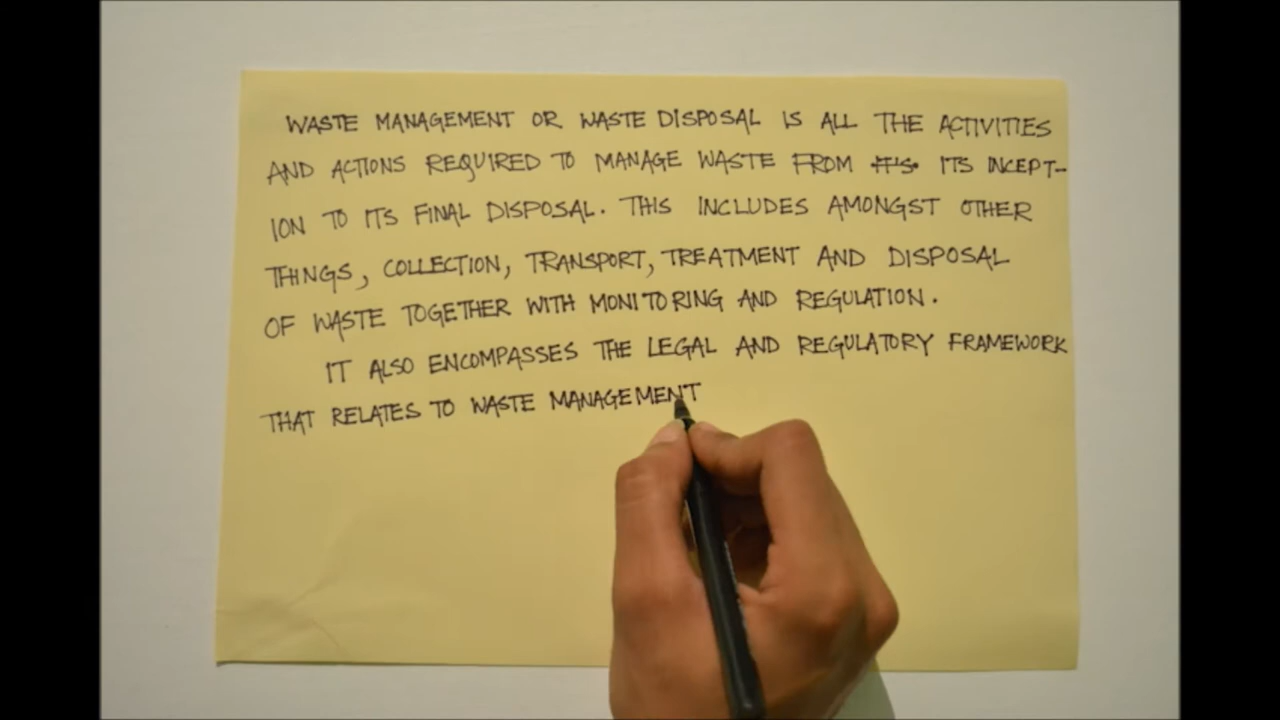 WASTE MANAGEMENT OR WASTE DISPOSAL IS ALL THE ACTIVITIES
AND ACTIONS REQUIRED TO MANAGE WASTE FROM IT'S. ITS INCEPT-
ION TO ITS FINAL DISPOSAL. THIS INCLUDES AMONGST OTHER
THINGS, COLLECTION, TRANSPORT, TREATMENT AND DISPOSAL
OF WASTE TOGETHER WITH MONITORING AND REGULATION.
IT ALSO ENCOMPASSES THE LEGAL AND REGULATORY FRAMEWORK
THAT RELATES TO WASTE MANAGEMENT